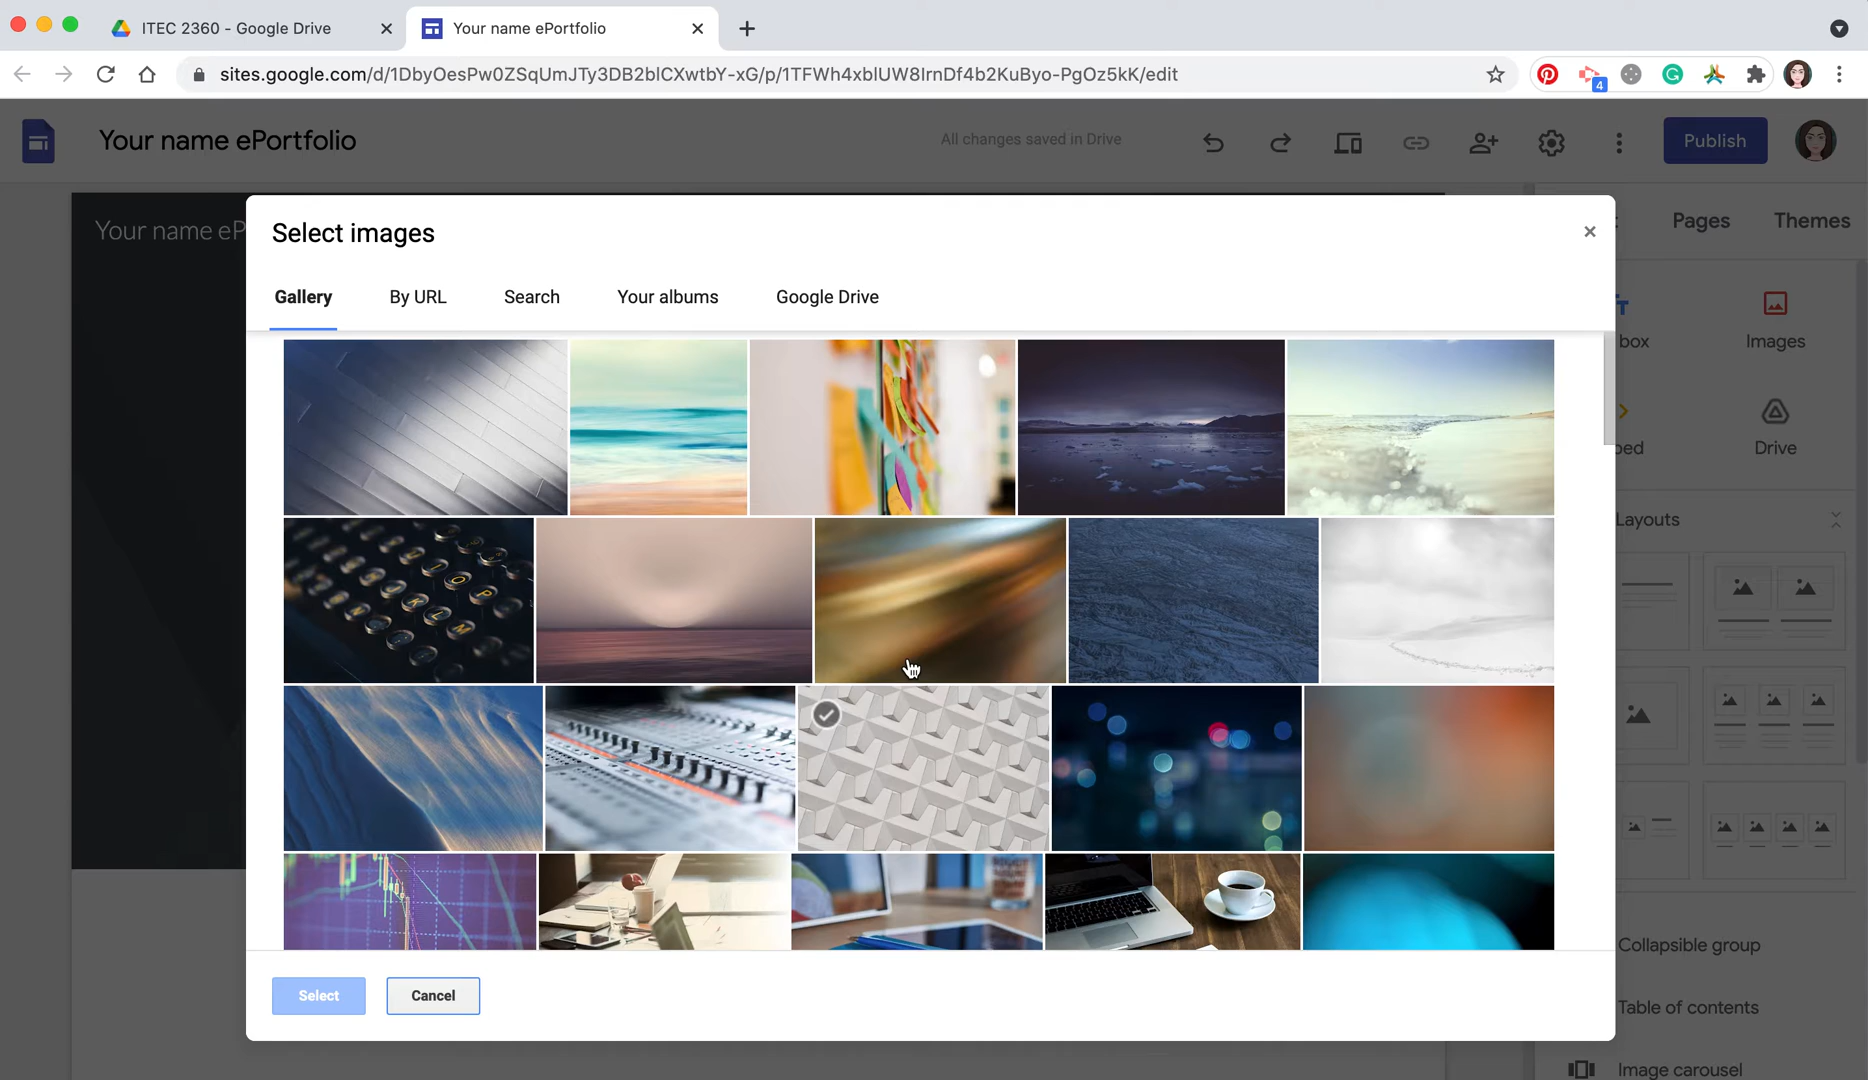 ITEC 2360 - Google Drive
Your name ePortfolio
sites.google.com/d/1DbyOesPw0ZSqUmJTy3DB2blCXwtbY-xG/p/1TFWh4xblUW8lrnDf4b2KuByo-PgOz5kK/edit
4
Your name ePortfolio
All changes saved in Drive
Publish
Your name eP
Select images
Pages
Themes
Gallery
By URL
Search
Your albums
Google Drive
box
Images
Drive
Layouts
I O P
K L M
Collapsible group
Select
Cancel
Table of contents
Image carousel